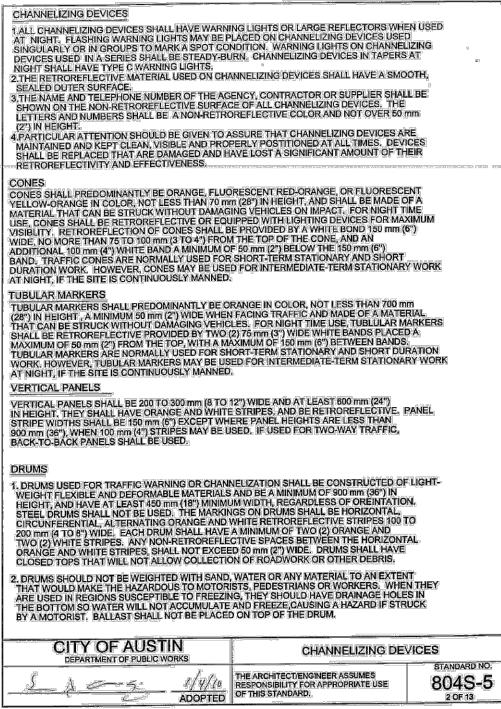 CHANNELIZING DEVICES
1.ALL CHANNELIZING DEVICES SHALL HAVE WARNING LIGHTS OR LARGE REFLECTORS WHEN USED
AT NIGHT. FLASHING WARNING LIGHTS MAY BE PLACED ON CHANNELIZING DEVICES USED
SINGULARLY OR IN GROUPS TO MARK A SPOT CONDITION. WARNING LIGHTS ON CHANNELIZING
DEVICES USED IN A SERIES SHALL BE STEADY-BURN. CHANNELIZING DEVICES IN TAPERS AT
NIGHT SHALL HAVE TYPE C WARNING LIGHTS.
2.THE RETROREFLECTIVE MATERIAL USED ON CHANNELIZING DEVICES SHALL HAVE A SMOOTH,
SEALED OUTER SURFACE.
3.THE NAME AND TELEPHONE NUMBER OF THE AGENCY, CONTRACTOR OR SUPPLIER SHALL BE
SHOWN ON THE NON-RETROREFLECTIVE SURFACE OF ALL CHANNELIZING DEVICES. THE
LETTERS AND NUMBERS SHALL BE A NON-RETROREFLECTIVE COLOR AND NOT OVER 50 mm
(2") IN HEIGHT.
4.PARTICULAR ATTENTION SHOULD BE GIVEN TO ASSURE THAT CHANNELIZING DEVICES ARE
MAINTAINED AND KEPT CLEAN, VISIBLE AND PROPERLY POSTITIONED AT ALL TIMES. DEVICES
SHALL BE REPLACED THAT ARE DAMAGED AND HAVE LOST A SIGNIFICANT AMOUNT OF THEIR
RETROREFLECTIVITY AND EFFECTIVENESS.
CONES
CONES SHALL PREDOMINANTLY BE ORANGE, FLUORESCENT RED-ORANGE, OR FLUORESCENT
YELLOW-ORANGE IN COLOR, NOT LESS THAN 70 mm (28") IN HEIGHT, AND SHALL BE MADE OF A
MATERIAL THAT CAN BE STRUCK WITHOUT DAMAGING VEHICLES ON IMPACT. FOR NIGHT TIME
USE, CONES SHALL BE RETROREFLECTIVE OR EQUIPPED WITH LIGHTING DEVICES FOR MAXIMUM
VISIBLITY. RETROREFLECTION OF CONES SHALL BE PROVIDED BY A WHITE BOND 150 mm (6")
WIDE, NO MORE THAN 75 TO 100 mm (3 TO 4") FROM THE TOP OF THE CONE, AND AN
ADDITIONAL 100 mm (4") WHITE BAND A MINIMUM OF 50 mm (2") BELOW THE 150 mm (6")
BAND. TRAFFIC CONES ARE NORMALLY USED FOR SHORT-TERM STATIONARY AND SHORT
DURATION WORK. HOWEVER, CONES MAY BE USED FOR INTERMEDIATE-TERM STATIONARY WORK
AT NIGHT, IF THE SITE IS CONTINUOUSLY MANNED.
TUBULAR MARKERS
TUBULAR MARKERS SHALL PREDOMINANTLY BE ORANGE IN COLOR, NOT LESS THAN 700 mm
(28") IN HEIGHT , A MINIMUM 50 mm (2") WIDE WHEN FACING TRAFFIC AND MADE OF A MATERIAL
THAT CAN BE STRUCK WITHOUT DAMAGING VEHICLES. FOR NIGHT TIME USE, TUBLULAR MARKERS
SHALL BE RETROREFLECTIVE PROVIDED BY TWO (2) 75 mm (3") WIDE WHITE BANDS PLACED A
MAXIMUM OF 50 mm (2") FROM THE TOP, WITH A MAXIMUM OF 150 mm (6") BETWEEN BANDS.
TUBULAR MARKERS ARE NORMALLY USED FOR SHORT-TERM STATIONARY AND SHORT DURATION
WORK. HOWEVER, TUBULAR MARKERS MAY BE USED FOR INTERMEDIATE-TERM STATIONARY WORK
AT NIGHT, IF THE SITE IS CONTINUOUSLY MANNED.
VERTICAL PANELS
VERTICAL PANELS SHALL BE 200 TO 300 mm (8 TO 12") WIDE AND AT LEAST 600 mm (24")
IN HEIGHT. THEY SHALL HAVE ORANGE AND WHITE STRIPES, AND BE RETROREFLECTIVE. PANEL
STRIPE WIDTHS SHALL BE 150 mm (6") EXCEPT WHERE PANEL HEIGHTS ARE LESS THAN
900 mm (36"), WHEN 100 mm (4") STRIPES MAY BE USED. IF USED FOR TWO-WAY TRAFFIC,
BACK-TO-BACK PANELS SHALL BE USED.
DRUMS
1. DRUMS USED FOR TRAFFIC WARNING OR CHANNELIZATION SHALL BE CONSTRUCTED OF LIGHT-
WEIGHT FLEXIBLE AND DEFORMABLE MATERIALS AND BE A MINIMUM OF 900 mm (36") IN
HEIGHT, AND HAVE AT LEAST 450 mm (18") MINIMUM WIDTH, REGARDLESS OF OREINTATION.
STEEL DRUMS SHALL NOT BE USED. THE MARKINGS ON DRUMS SHALL BE HORIZONTAL,
CIRCUNFERENTIAL, ALTERNATING ORANGE AND WHITE RETROREFLECTIVE STRIPES 100 TO
200 mm (4 TO 8") WIDE. EACH DRUM SHALL HAVE A MINIMUM OF TWO (2) ORANGE AND
TWO (2) WHITE STRIPES. ANY NON-REFLECTIVE SPACES BETWEEN THE HORIZONTAL
ORANGE AND WHITE STRIPES, SHALL NOT EXCEED 50 mm (2") WIDE. DRUMS SHALL HAVE
CLOSED TOPS THAT WILL NOT ALLOW COLLECTION OF ROADWORK OR OTHER DEBRIS.
2. DRUMS SHOULD NOT BE WEIGHTED WITH SAND, WATER OR ANY MATERIAL TO AN EXTENT
THAT WOULD MAKE THE HAZARDOUS TO MOTORISTS, PEDESTRIANS OR WORKERS. WHEN THEY
ARE USED IN REGIONS SUSCEPTIBLE TO FREEZING, THEY SHOULD HAVE DRAINAGE HOLES IN
THE BOTTOM SO WATER WILL NOT ACCUMULATE AND FREEZE,CAUSING A HAZARD IF STRUCK
BY A MOTORIST. BALLAST SHALL NOT BE PLACED ON TOP OF THE DRUM.
CITY OF AUSTIN
DEPARTMENT OF PUBLIC WORKS
CHANNELIZING DEVICES
ADOPTED
THE ARCHITECT/ENGINEER ASSUMES
RESPONSIBILITY FOR APPROPRIATE USE
OF THIS STANDARD.
STANDARD NO.
804S-5
2 OF 13